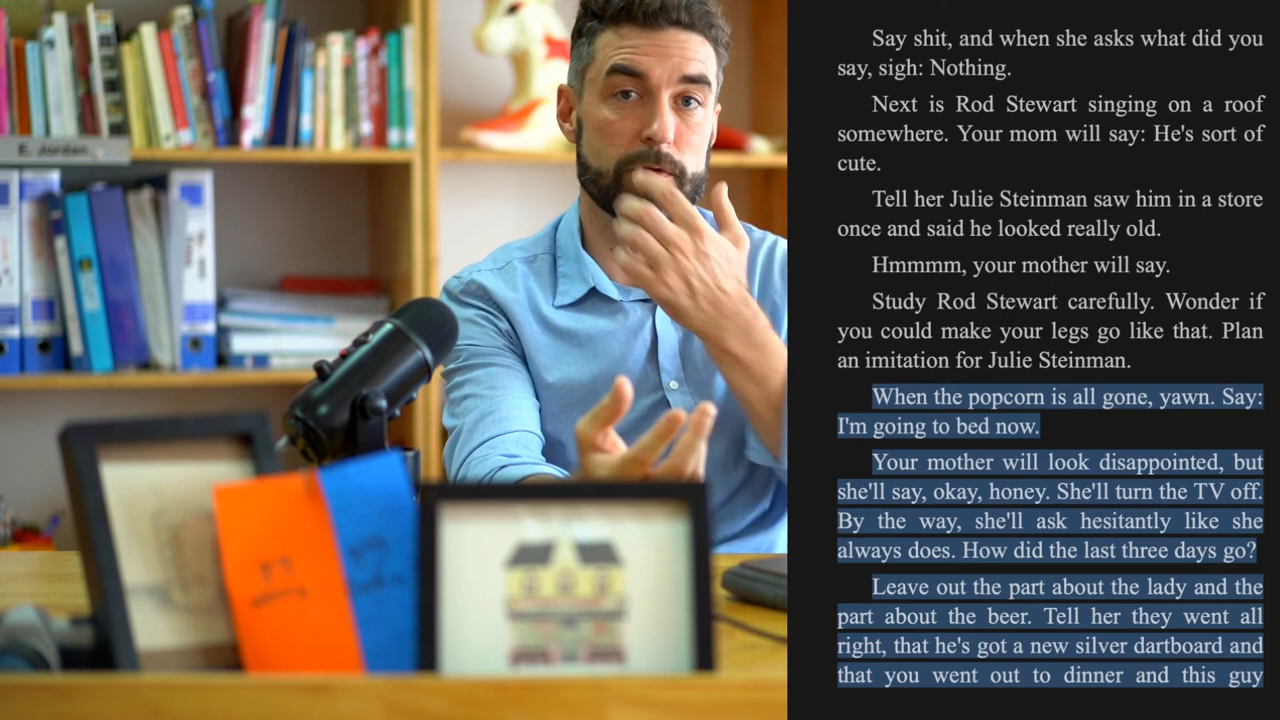 E. Jordan
Say shit, and when she asks what did you
say, sigh: Nothing.
Next is Rod Stewart singing on a roof
somewhere. Your mom will say: He's sort of
cute.
Tell her Julie Steinman saw him in a store
once and said he looked really old.
Hmmmm, your mother will say.
Study Rod Stewart carefully. Wonder if
you could make your legs go like that. Plan
an imitation for Julie Steinman.
When the popcorn is all gone, yawn. Say:
I'm going to bed now.
Your mother will look disappointed, but
she'll say, okay, honey. She'll turn the TV off.
By the way, she'll ask hesitantly like she
always does. How did the last three days go?
Leave out the part about the lady and the
part about the beer. Tell her they went all
right, that he's got a new silver dartboard and
that you went out to dinner and this guy